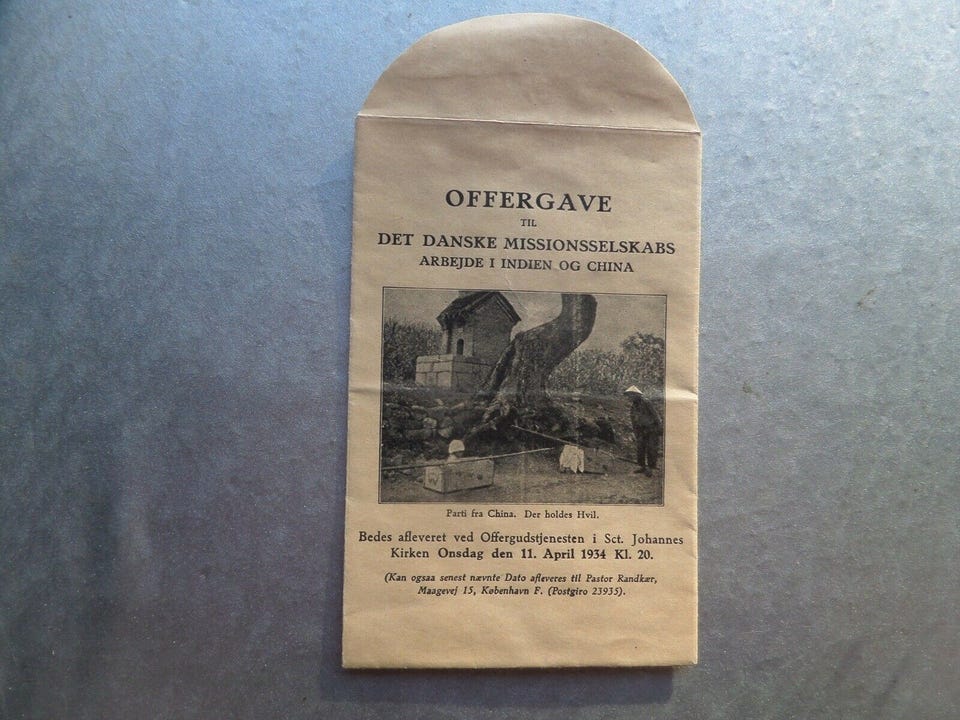 OFFERGAVE
TIL
DET DANSKE MISSIONSSELSKABS
ARBEJDE I INDIEN OG CHINA
Parti fra China. Der holdes Hvil.
Bedes afleveret ved Offergudstjenesten i Sct. Johannes
Kirken Onsdag den 11. April 1934 Kl. 20.
(Kan ogsaa senest nævnte Dato afleveres til Pastor Randkær,
Maagevej 15, København F. (Postgiro 23935).